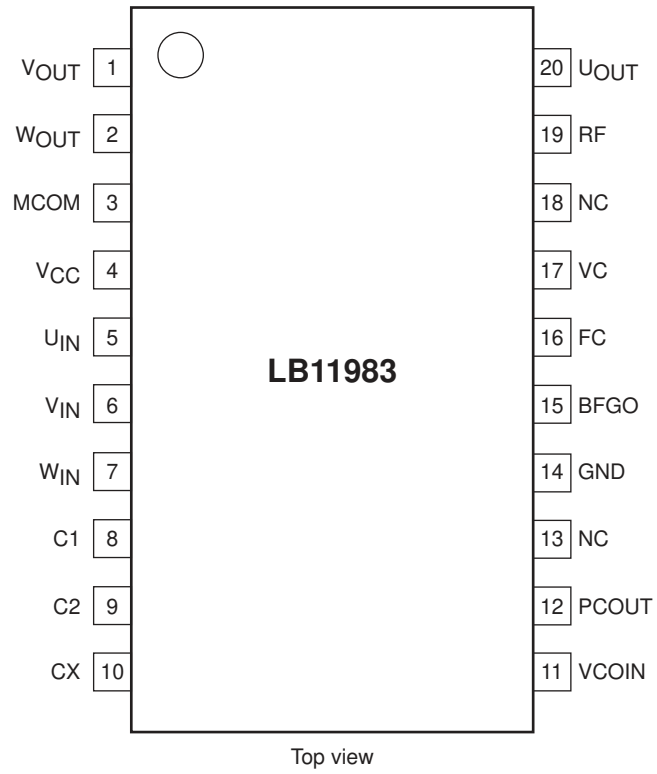 VOUT 1 20 UOUT
WOUT 2 19 RF
MCOM 3 18 NC
VCC 4 17 VC
UIN 5 16 FC
LB11983
VIN 6 15 BFGO
WIN 7 14 GND
C1 8 13 NC
C2 9 12 PCOUT
CX 10 11 VCOIN
Top view